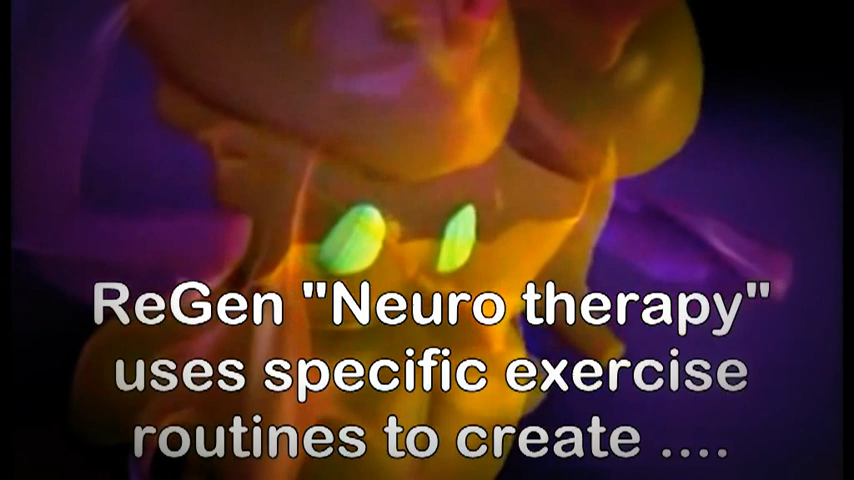 ReGen "Neuro therapy"
uses specific exercise
routines to create ....